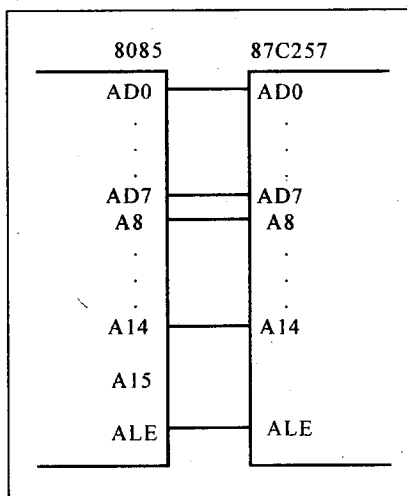 8085 87C257
AD0 AD0
. .
. .
. .
AD7 AD7
A8 A8
. .
. .
. .
A14 A14
A15
ALE ALE